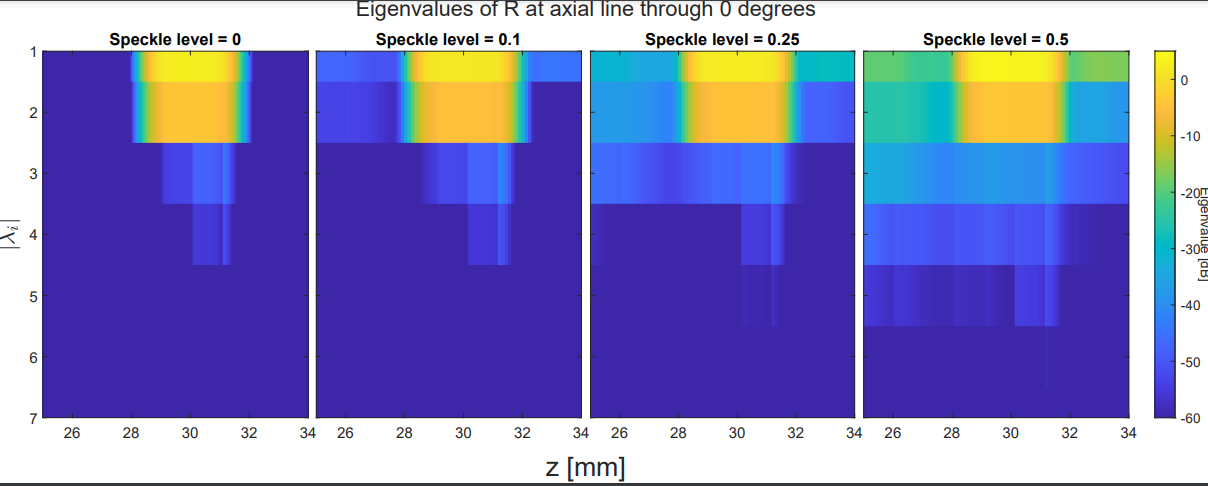 Eigenvalues of R at axial line through 0 degrees
Speckle level = 0
Speckle level = 0.1
Speckle level = 0.25
Speckle level = 0.5
1
2
3
4
5
6
7
|λi|
26 28 30 32 34
26 28 30 32 34
26 28 30 32 34
26 28 30 32 34
z [mm]
0
-10
-20
-30
-40
-50
-60
Eigenvalue [dB]